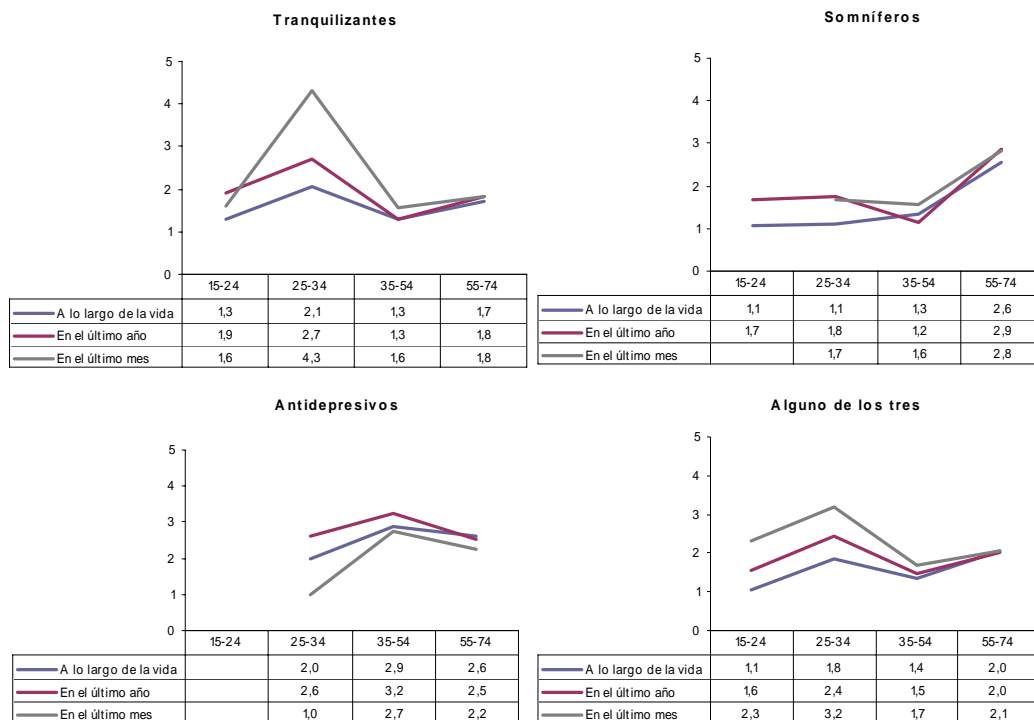 Tranquilizantes
5
4
3
2
1
0
15-24 25-34 35-54 55-74
A lo largo de la vida 1,3 2,1 1,3 1,7
En el último año 1,9 2,7 1,3 1,8
En el último mes 1,6 4,3 1,6 1,8
Somníferos
5
4
3
2
1
0
15-24 25-34 35-54 55-74
A lo largo de la vida 1,1 1,1 1,3 2,6
En el último año 1,7 1,8 1,2 2,9
En el último mes 1,7 1,6 2,8
Antidepresivos
5
4
3
2
1
0
15-24 25-34 35-54 55-74
A lo largo de la vida 2,0 2,9 2,6
En el último año 2,6 3,2 2,5
En el último mes 1,0 2,7 2,2
Alguno de los tres
5
4
3
2
1
0
15-24 25-34 35-54 55-74
A lo largo de la vida 1,1 1,8 1,4 2,0
En el último año 1,6 2,4 1,5 2,0
En el último mes 2,3 3,2 1,7 2,1